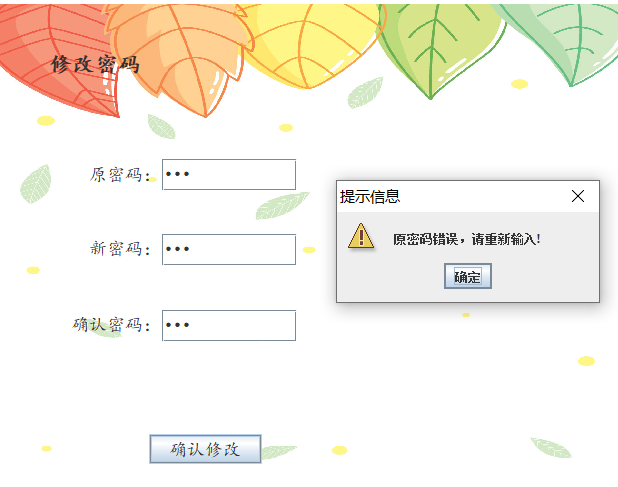 修改密码
原密码：•••
新密码：•••
确认密码：•••
确认修改
提示信息
原密码错误，请重新输入!
确定